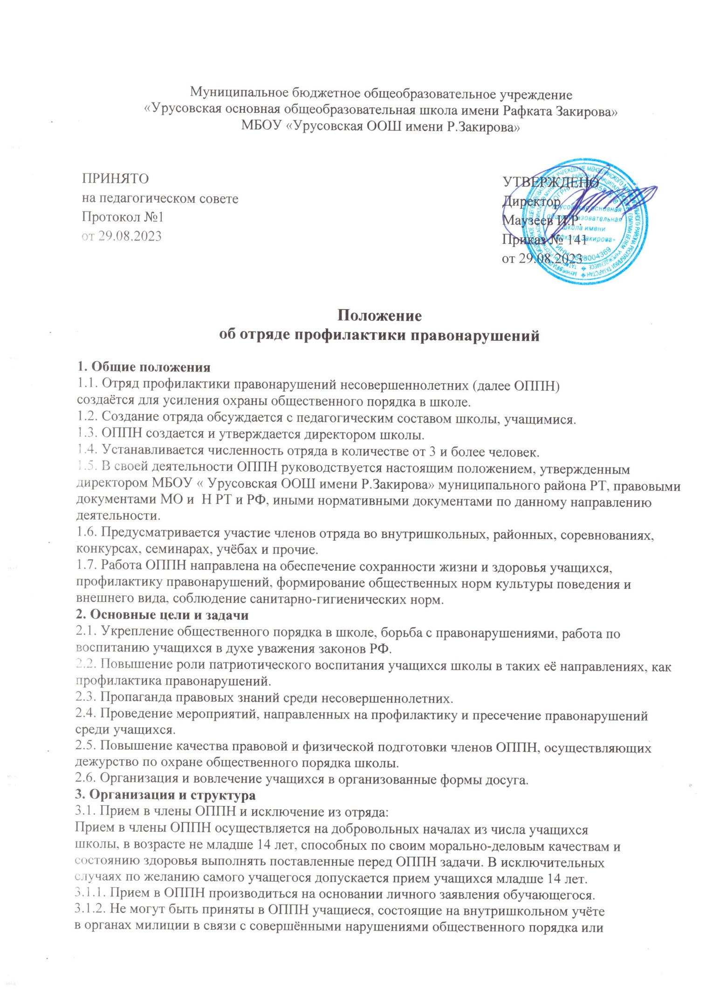 Муниципальное бюджетное общеобразовательное учреждение
«Урусовская основная общеобразовательная школа имени Рафката Закирова»
МБОУ «Урусовская ООШ имени Р.Закирова»
ПРИНЯТО
на педагогическом совете
Протокол №1
от 29.08.2023
УТВЕРЖДЕНО
Директор
Маузеев И.Р.
Приказ № 141
от 29.08.2023
«Урусовская основная
общеобразовательная
школа имени
Рафката Закирова»
Положение
об отряде профилактики правонарушений
1. Общие положения
1.1. Отряд профилактики правонарушений несовершеннолетних (далее ОППН)
создаётся для усиления охраны общественного порядка в школе.
1.2. Создание отряда обсуждается с педагогическим составом школы, учащимися.
1.3. ОППН создается и утверждается директором школы.
1.4. Устанавливается численность отряда в количестве от 3 и более человек.
1.5. В своей деятельности ОППН руководствуется настоящим положением, утвержденным
директором МБОУ « Урусовская ООШ имени Р.Закирова» муниципального района РТ, правовыми
документами МО и  Н РТ и РФ, иными нормативными документами по данному направлению
деятельности.
1.6. Предусматривается участие членов отряда во внутришкольных, районных, соревнованиях,
конкурсах, семинарах, учёбах и прочие.
1.7. Работа ОППН направлена на обеспечение сохранности жизни и здоровья учащихся,
профилактику правонарушений, формирование общественных норм культуры поведения и
внешнего вида, соблюдение санитарно-гигиенических норм.
2. Основные цели и задачи
2.1. Укрепление общественного порядка в школе, борьба с правонарушениями, работа по
воспитанию учащихся в духе уважения законов РФ.
2.2. Повышение роли патриотического воспитания учащихся школы в таких её направлениях, как
профилактика правонарушений.
2.3. Пропаганда правовых знаний среди несовершеннолетних.
2.4. Проведение мероприятий, направленных на профилактику и пресечение правонарушений
среди учащихся.
2.5. Повышение качества правовой и физической подготовки членов ОППН, осуществляющих
дежурство по охране общественного порядка школы.
2.6. Организация и вовлечение учащихся в организованные формы досуга.
3. Организация и структура
3.1. Прием в члены ОППН и исключение из отряда:
Прием в члены ОППН осуществляется на добровольных началах из числа учащихся
школы, в возрасте не младше 14 лет, способных по своим морально-деловым качествам и
состоянию здоровья выполнять поставленные перед ОППН задачи. В исключительных
случаях по желанию самого учащегося допускается прием учащихся младше 14 лет.
3.1.1. Прием в ОППН производиться на основании личного заявления обучающегося.
3.1.2. Не могут быть приняты в ОППН учащиеся, состоящие на внутришкольном учёте
в органах милиции в связи с совершёнными нарушениями общественного порядка или